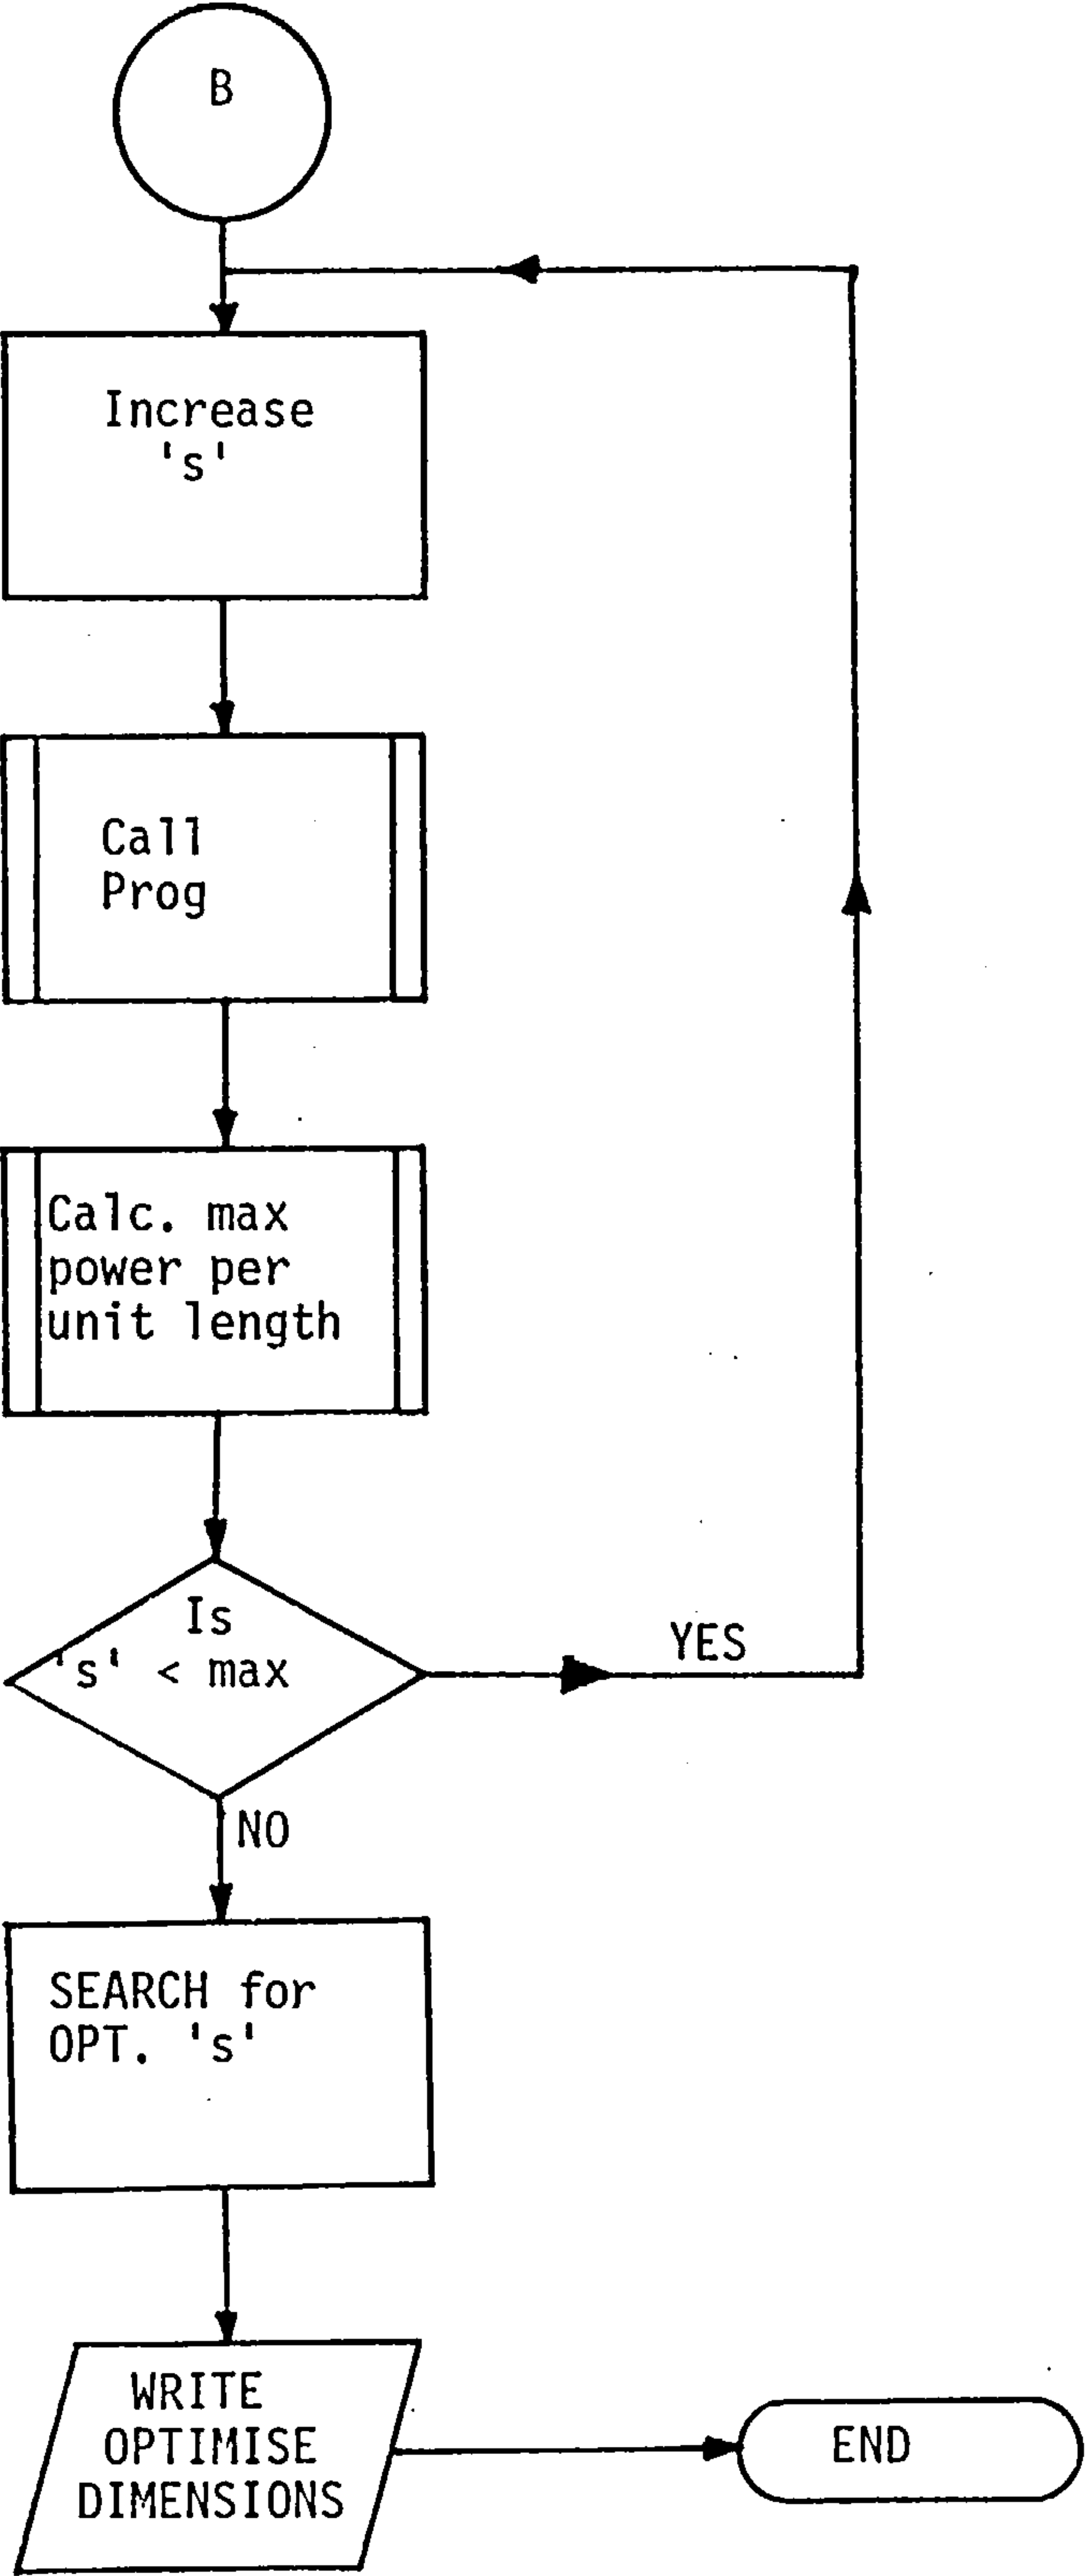 B
Increase
's'
Call
Prog
Calc. max
power per
unit length
Is
's' < max
YES
NO
SEARCH for
OPT. 's'
WRITE
OPTIMISE
DIMENSIONS
END